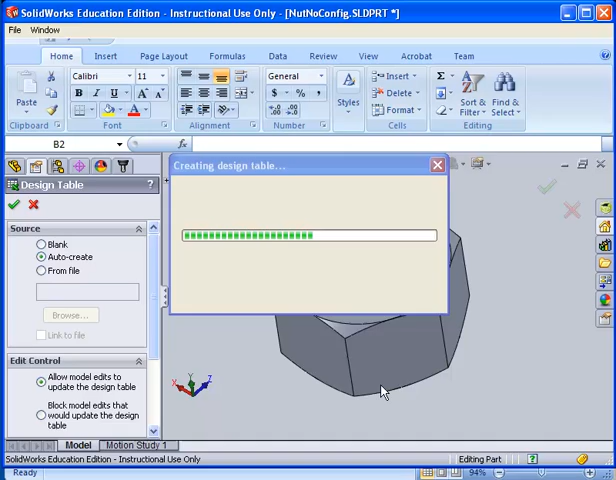 SolidWorks Education Edition - Instructional Use Only - [NutNoConfig.SLDPRT *]
File Window
Home Insert Page Layout Formulas Data Review View Acrobat Team
Paste
Calibri 11
B I U
Clipboard Font
General
$ % ,
Alignment Number
Styles
Insert
Delete
Format
Cells
Σ
Sort & Filter
Find & Select
Editing
B2 fx
Creating design table...
Design Table ?
Source
Blank
Auto-create
From file
Browse...
Link to file
Edit Control
Allow model edits to
update the design table
Block model edits that
would update the design
table
X Y Z
Model Motion Study 1
SolidWorks Education Edition - Instructional Use Only Editing Part ?
Ready 94%